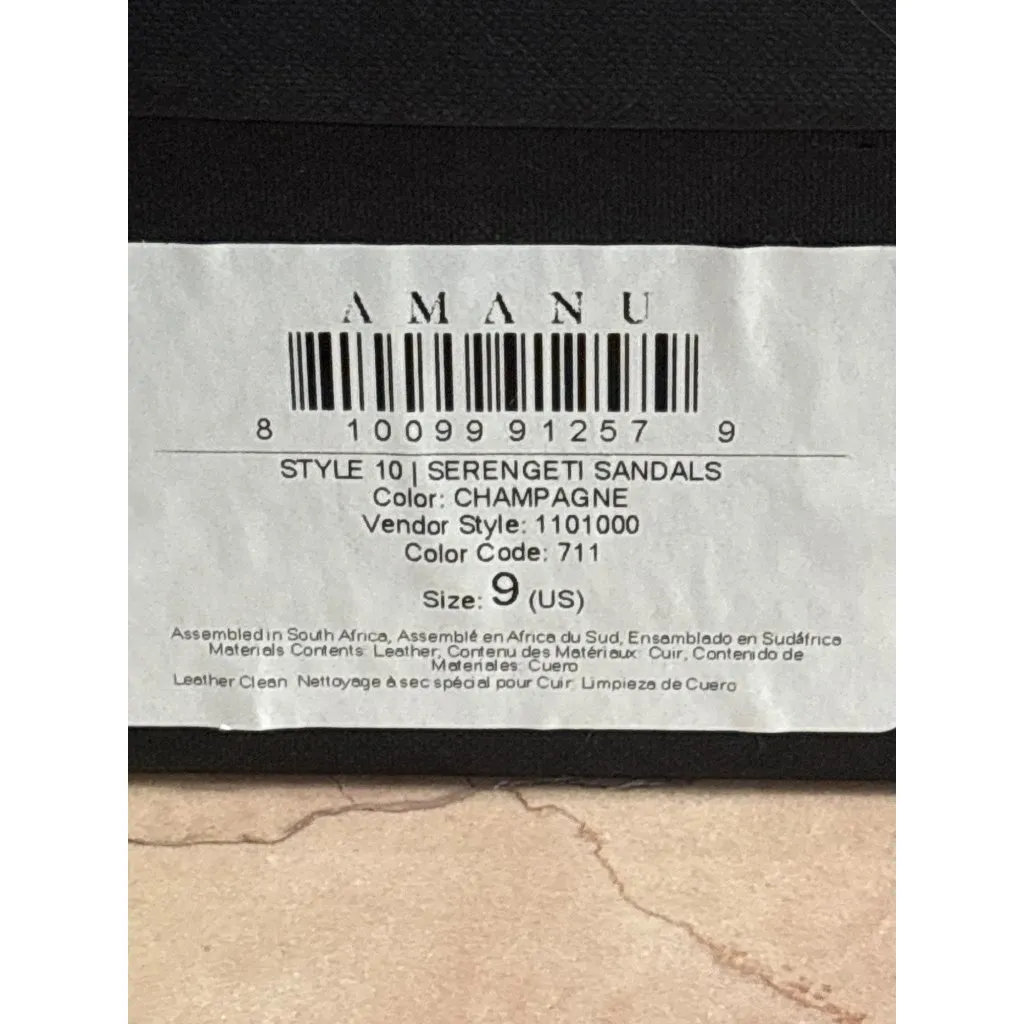 AMANU
8 10099 91257 9
STYLE 10 | SERENGETI SANDALS
Color: CHAMPAGNE
Vendor Style: 1101000
Color Code: 711
Size: 9 (US)
Assembled in South Africa, Assemblé en Africa du Sud, Ensamblado en Sudáfrica
Materials Contents: Leather, Contenu des Matériaux: Cuir, Contenido de
Materiales: Cuero
Leather Clean. Nettoyage à sec spécial pour Cuir. Limpieza de Cuero